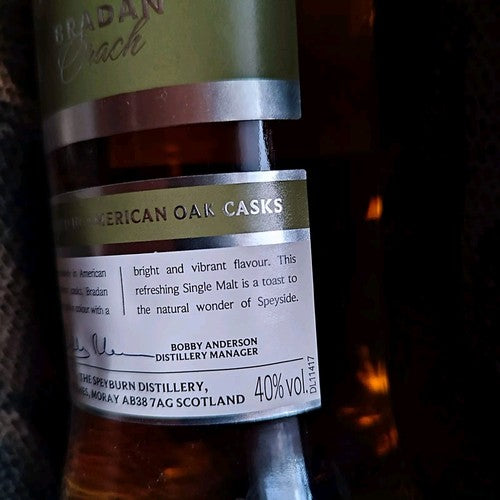 BRADAN
Orach
AMERICAN OAK CASKS
in American
casks, Bradan
colour with a
bright and vibrant flavour. This
refreshing Single Malt is a toast to
the natural wonder of Speyside.
BOBBY ANDERSON
DISTILLERY MANAGER
THE SPEYBURN DISTILLERY,
MORAY AB38 7AG SCOTLAND
40% vol.
DL11417